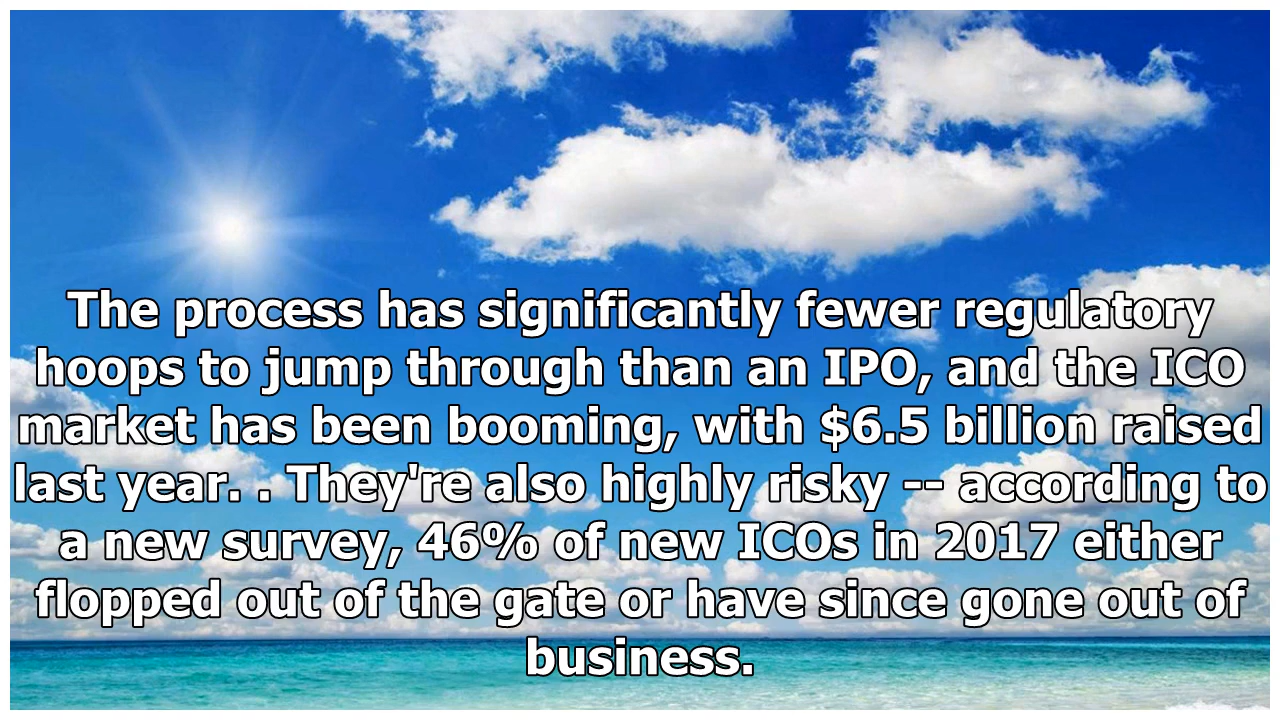 The process has significantly fewer regulatory
hoops to jump through than an IPO, and the ICO
market has been booming, with $6.5 billion raised
last year. . They're also highly risky -- according to
a new survey, 46% of new ICOs in 2017 either
flopped out of the gate or have since gone out of
business.